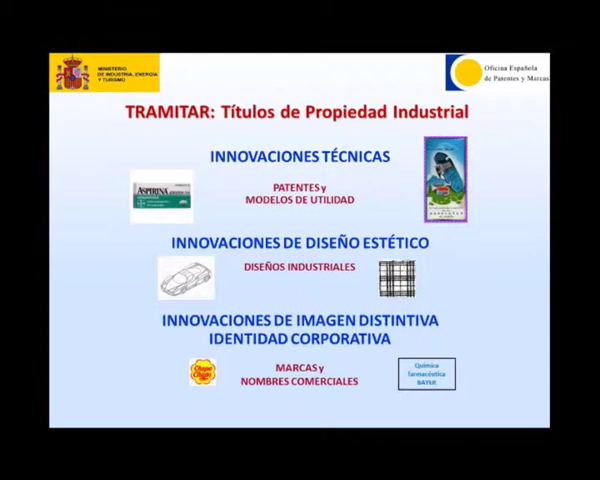 MINISTERIO
DE INDUSTRIA, ENERGÍA
Y TURISMO
Oficina Española
de Patentes y Marcas
TRAMITAR: Títulos de Propiedad Industrial
INNOVACIONES TÉCNICAS
ASPIRINA
PATENTES y
MODELOS DE UTILIDAD
INNOVACIONES DE DISEÑO ESTÉTICO
DISEÑOS INDUSTRIALES
INNOVACIONES DE IMAGEN DISTINTIVA
IDENTIDAD CORPORATIVA
Chupa
Chups
MARCAS y
NOMBRES COMERCIALES
Química
farmacéutica
BAYER